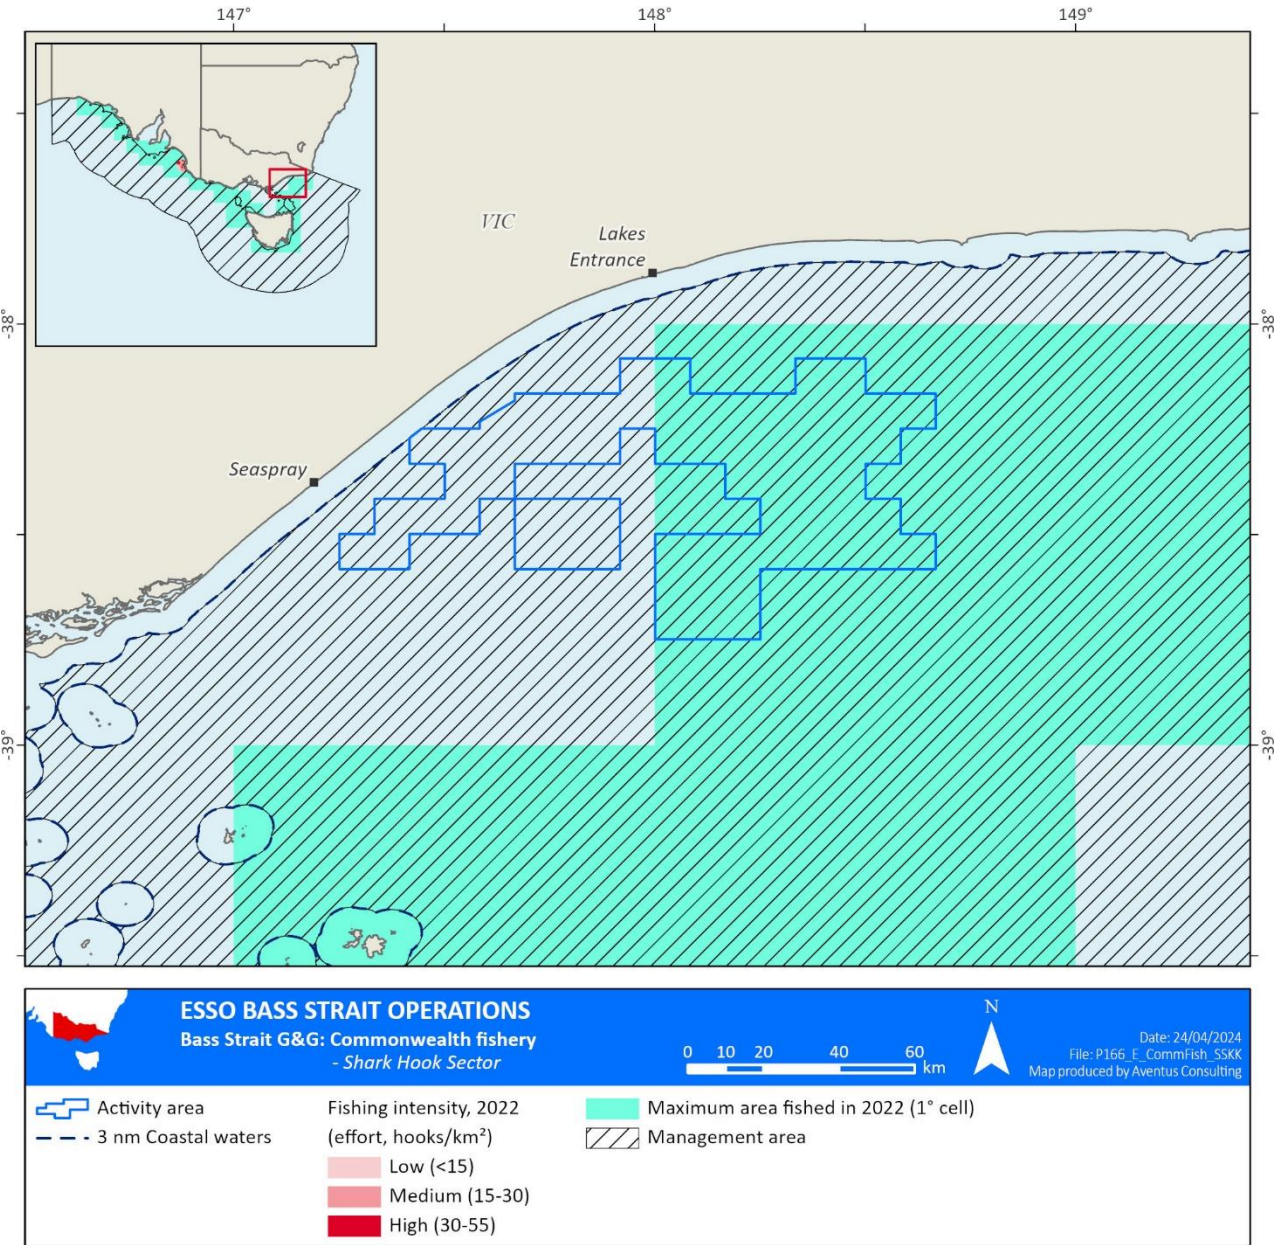 147°
148°
149°
VIC
Lakes
Entrance
-38°
-38°
Seaspray
-39°
-39°
ESSO BASS STRAIT OPERATIONS
Bass Strait G&G: Commonwealth fishery
- Shark Hook Sector
0 10 20 40 60
km
N
Date: 24/04/2024
File: P166_E_CommFish_SSKK
Map produced by Aventus Consulting
Activity area
3 nm Coastal waters
Fishing intensity, 2022
(effort, hooks/km²)
Low (<15)
Medium (15-30)
High (30-55)
Maximum area fished in 2022 (1° cell)
Management area